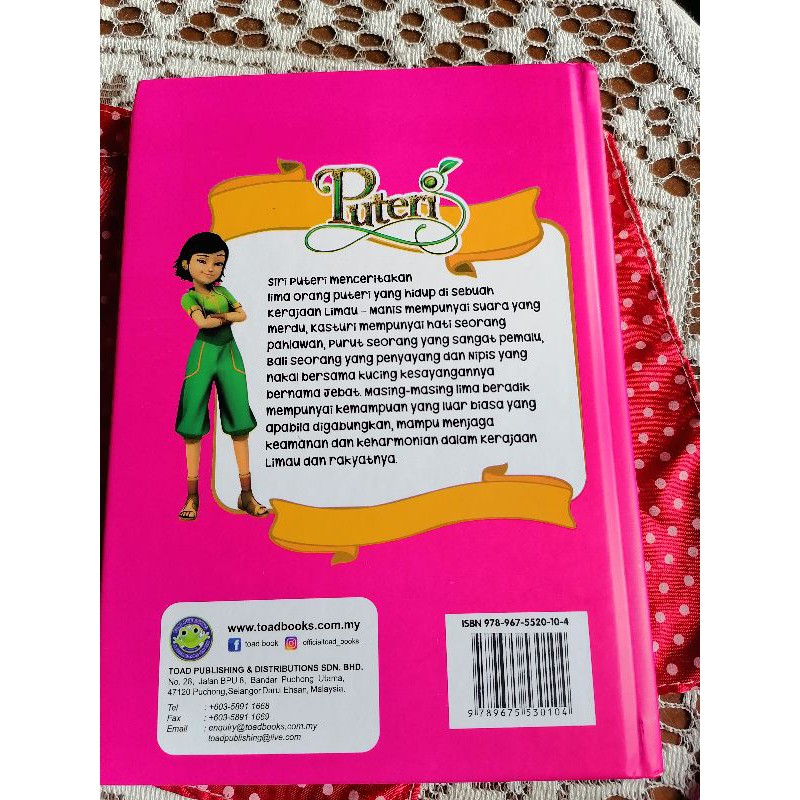 Puteri
Siri Puteri menceritakan
lima orang puteri yang hidup di sebuah
Kerajaan Limau – Manis mempunyai suara yang
merdu, Kasturi mempunyai hati seorang
pahlawan, Purut seorang yang sangat pemalu,
Bali seorang yang penyayang dan Nipis yang
nakal bersama kucing kesayangannya
bernama Jebat. Masing-masing lima beradik
mempunyai kemampuan yang luar biasa yang
apabila digabungkan, mampu menjaga
keamanan dan keharmonian dalam Kerajaan
Limau dan rakyatnya.
www.toadbooks.com.my
toad book officialtoad_books
TOAD PUBLISHING & DISTRIBUTIONS SDN. BHD.
No. 28, Jalan BPU 8, Bandar Puchong Utama,
47120 Puchong,Selangor Darul Ehsan, Malaysia.
Tel : +603-5891 1668
Fax : +603-5891 1069
Email : enquiry@toadbooks.com.my
toadpublishing@live.com
ISBN 978-967-5520-10-4
9 789675 530104